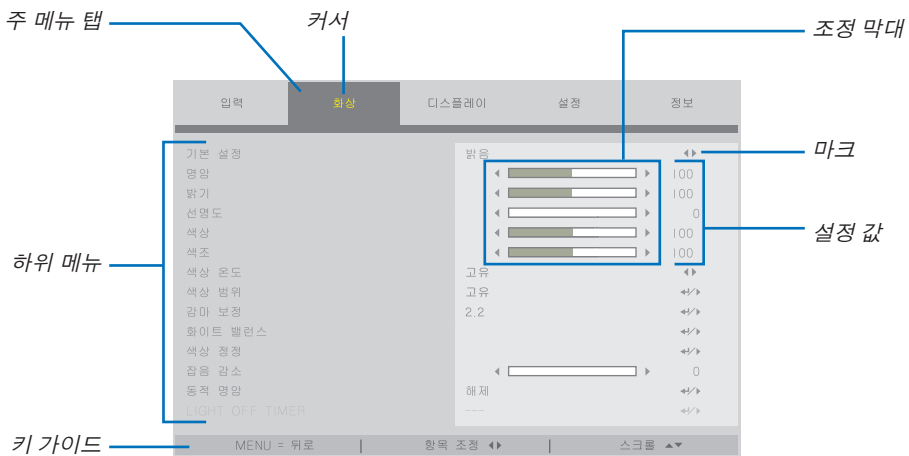 주 메뉴 탭
커서
조정 막대
입력 화상 디스플레이 설정 정보
기본 설정 밝음
마크
명암 100
밝기 100
선명도 0
설정 값
색상 100
색조 100
하위 메뉴
색상 온도 고유
색상 범위 고유
감마 보정 2.2
화이트 밸런스
색상 정정
잡음 감소 0
동적 명암 해제
LIGHT OFF TIMER ---
키 가이드
MENU = 뒤로 | 항목 조정 | 스크롤